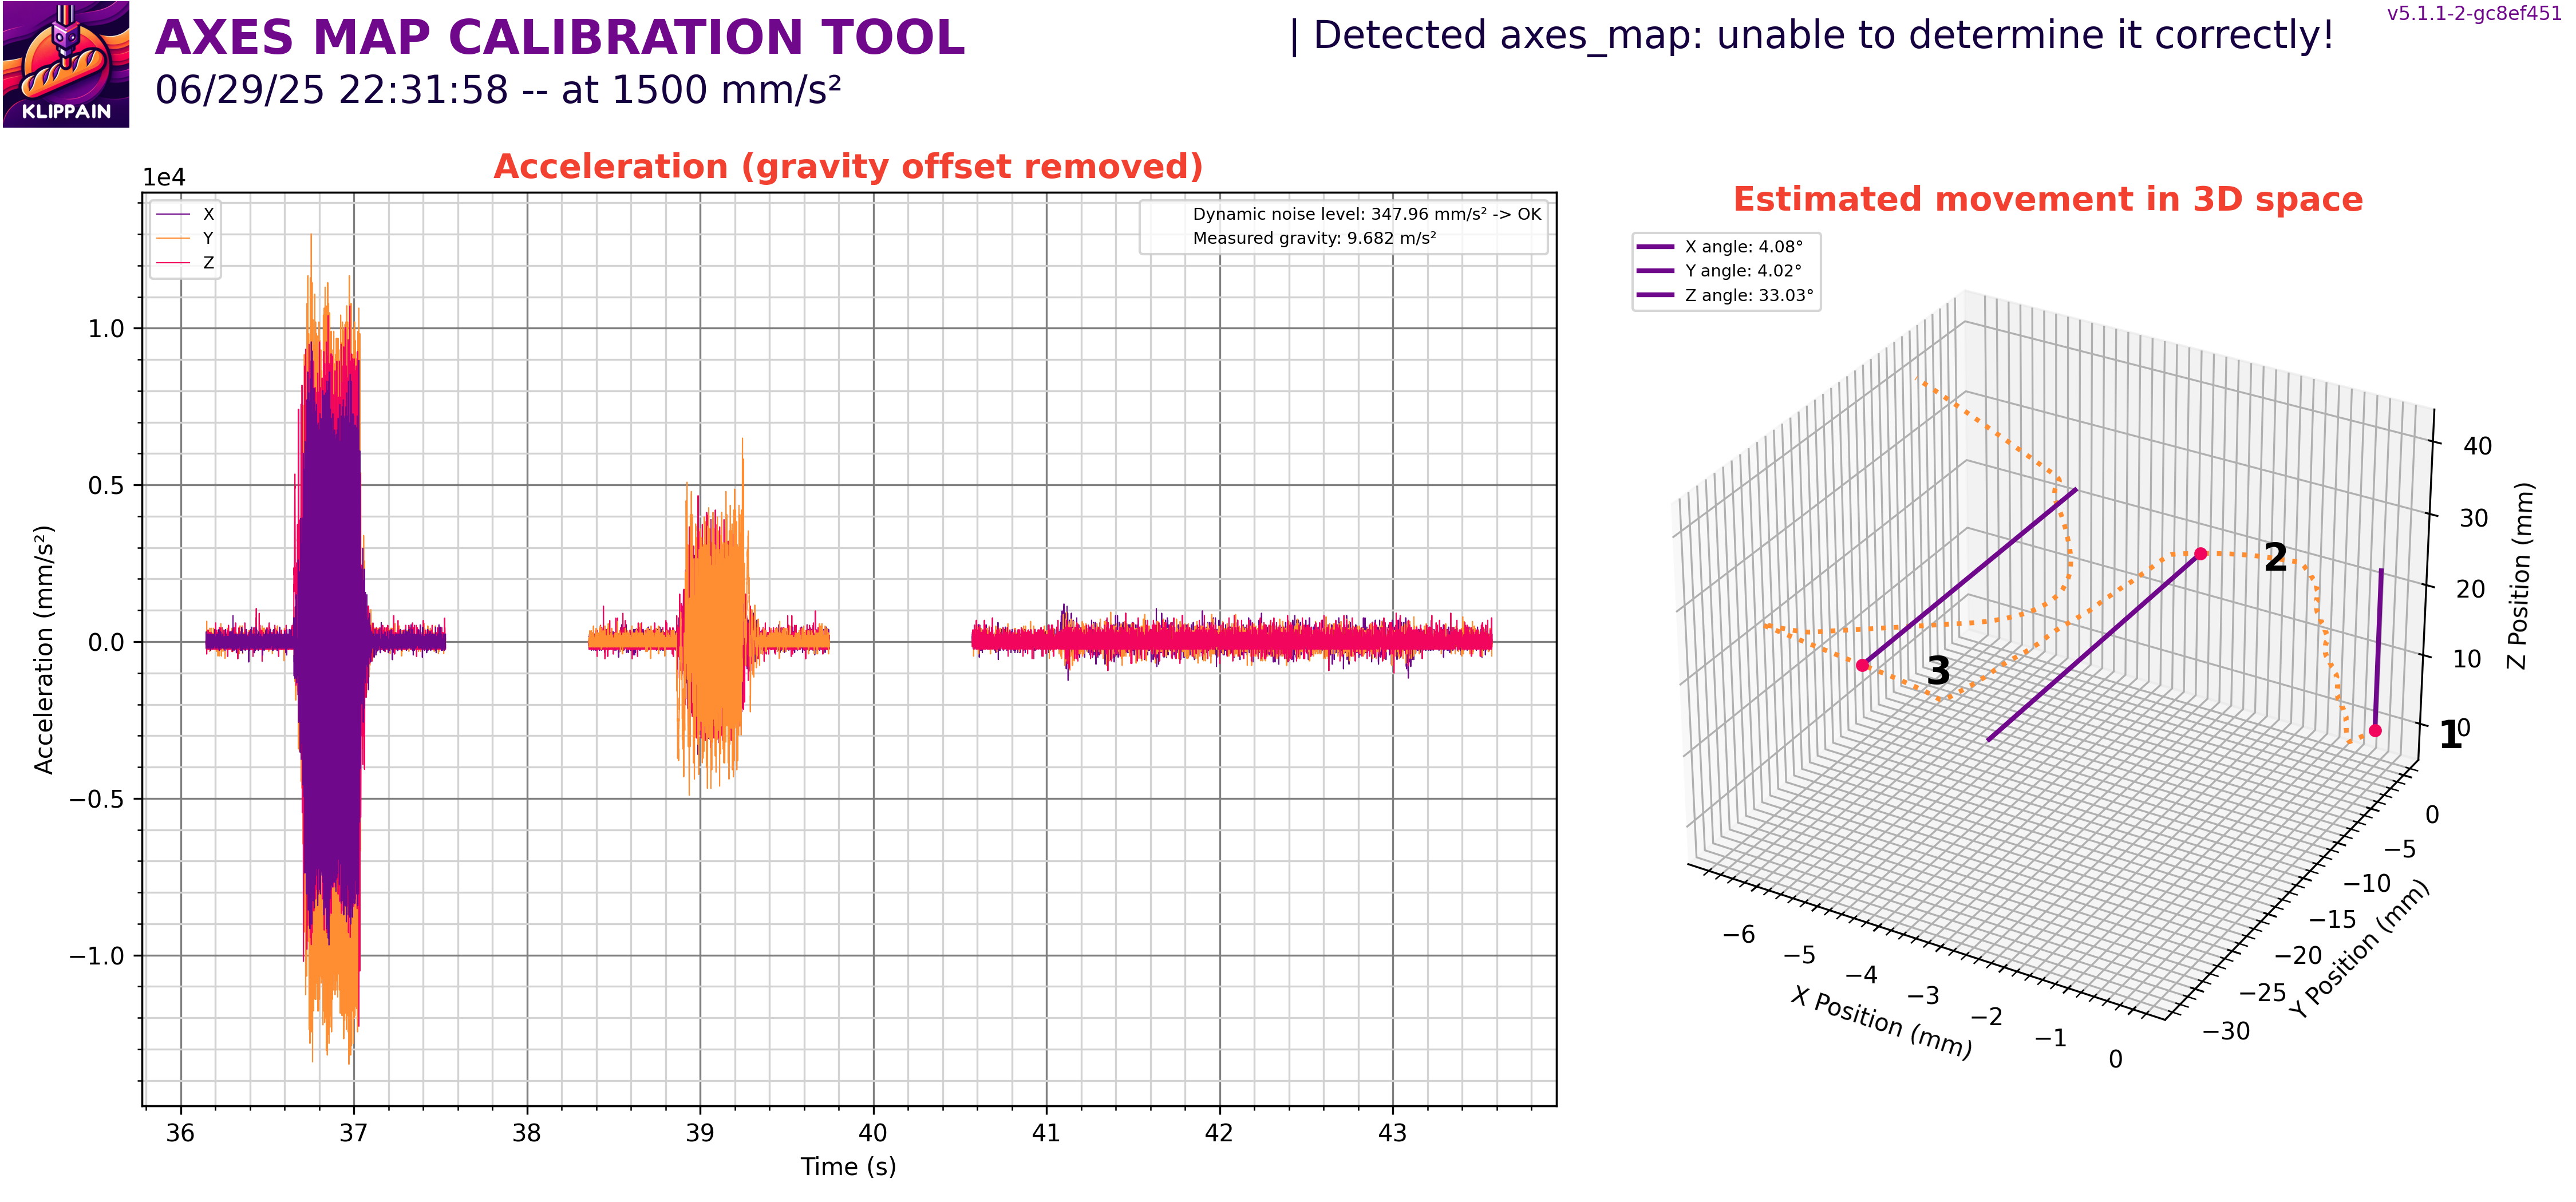 AXES MAP CALIBRATION TOOL
| Detected axes_map: unable to determine it correctly!
v5.1.1-2-gc8ef451
06/29/25 22:31:58 -- at 1500 mm/s²
KLIPPAIN
Acceleration (gravity offset removed)
1e4
X
Y
Z
Dynamic noise level: 347.96 mm/s² -> OK
Measured gravity: 9.682 m/s²
1.0
0.5
0.0
−0.5
−1.0
Acceleration (mm/s²)
36 37 38 39 40 41 42 43
Time (s)
Estimated movement in 3D space
X angle: 4.08°
Y angle: 4.02°
Z angle: 33.03°
1
2
3
40
30
20
10
0
Z Position (mm)
0
−5
−10
−15
−20
−25
−30
Y Position (mm)
−6
−5
−4
−3
−2
−1
0
X Position (mm)